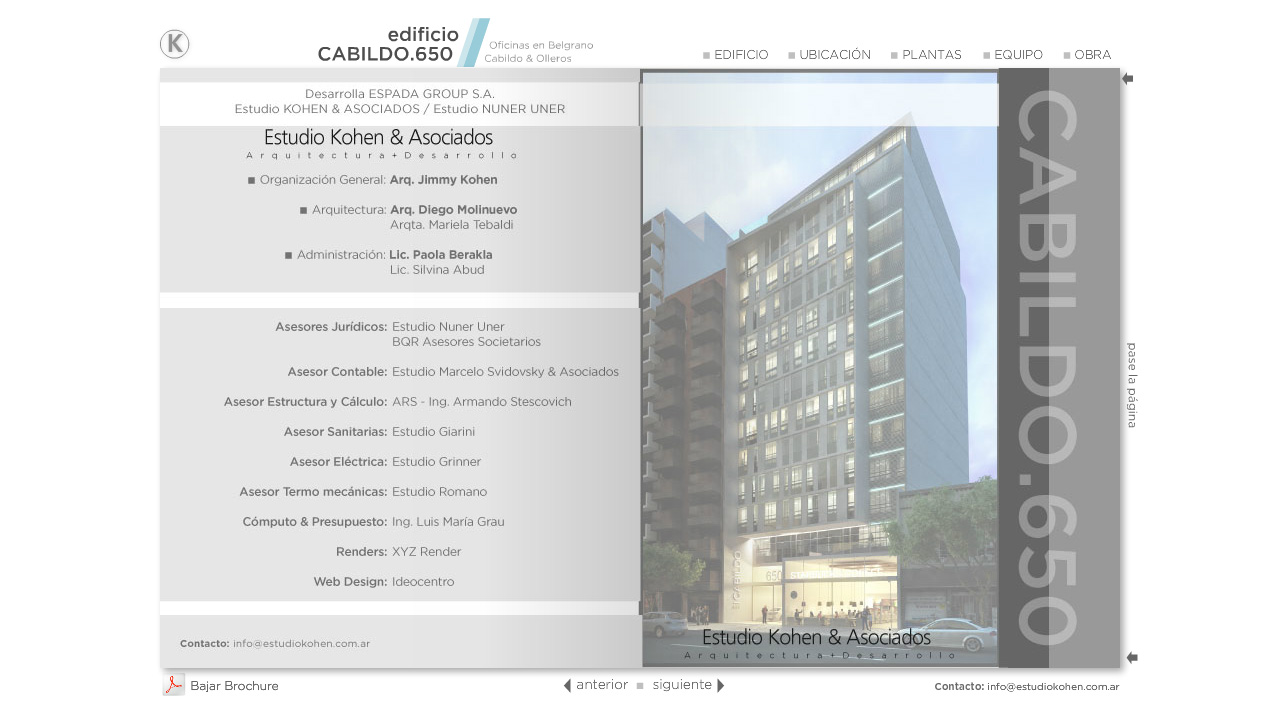 K
edificio
CABILDO.650
Oficinas en Belgrano
Cabildo & Olleros
EDIFICIO
UBICACIÓN
PLANTAS
EQUIPO
OBRA
Desarrolla ESPADA GROUP S.A.
Estudio KOHEN & ASOCIADOS / Estudio NUNER UNER
Estudio Kohen & Asociados
Arquitectura+Desarrollo
Organización General: Arq. Jimmy Kohen
Arquitectura: Arq. Diego Molinuevo
Arqta. Mariela Tebaldi
Administración: Lic. Paola Berakla
Lic. Silvina Abud
Asesores Jurídicos: Estudio Nuner Uner
BQR Asesores Societarios
Asesor Contable: Estudio Marcelo Svidovsky & Asociados
Asesor Estructura y Cálculo: ARS - Ing. Armando Stescovich
Asesor Sanitarias: Estudio Giarini
Asesor Eléctrica: Estudio Grinner
Asesor Termo mecánicas: Estudio Romano
Cómputo & Presupuesto: Ing. Luis María Grau
Renders: XYZ Render
Web Design: Ideocentro
Contacto: info@estudiokohen.com.ar
CABILDO
650
Estudio Kohen & Asociados
Arquitectura+Desarrollo
CABILDO.650
pase la página
Bajar Brochure
anterior
siguiente
Contacto: info@estudiokohen.com.ar